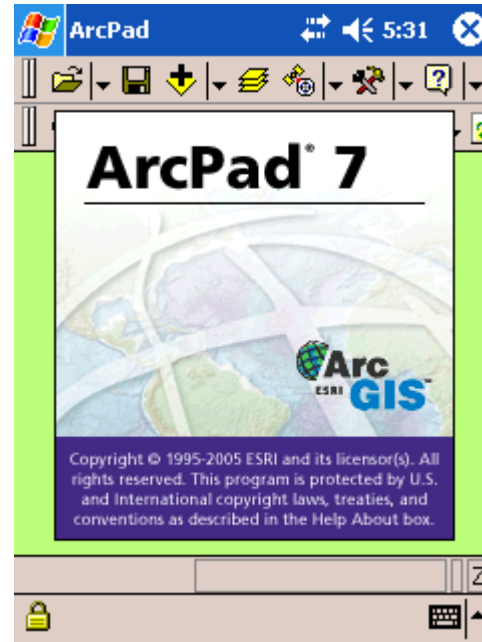 ArcPad 5:31
ArcPad® 7
Arc
ESRI GIS™
Copyright © 1995-2005 ESRI and its licensor(s). All
rights reserved. This program is protected by U.S.
and International copyright laws, treaties, and
conventions as described in the Help About box.